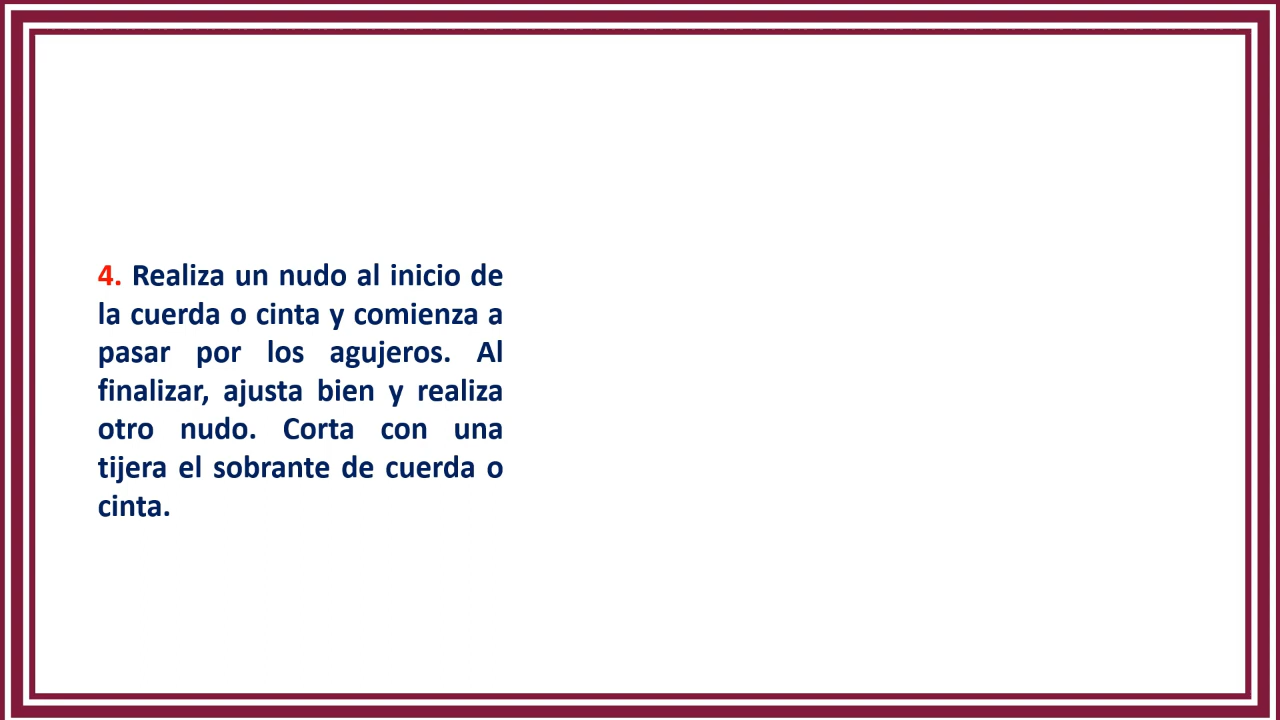 4. Realiza un nudo al inicio de
la cuerda o cinta y comienza a
pasar por los agujeros. Al
finalizar, ajusta bien y realiza
otro nudo. Corta con una
tijera el sobrante de cuerda o
cinta.